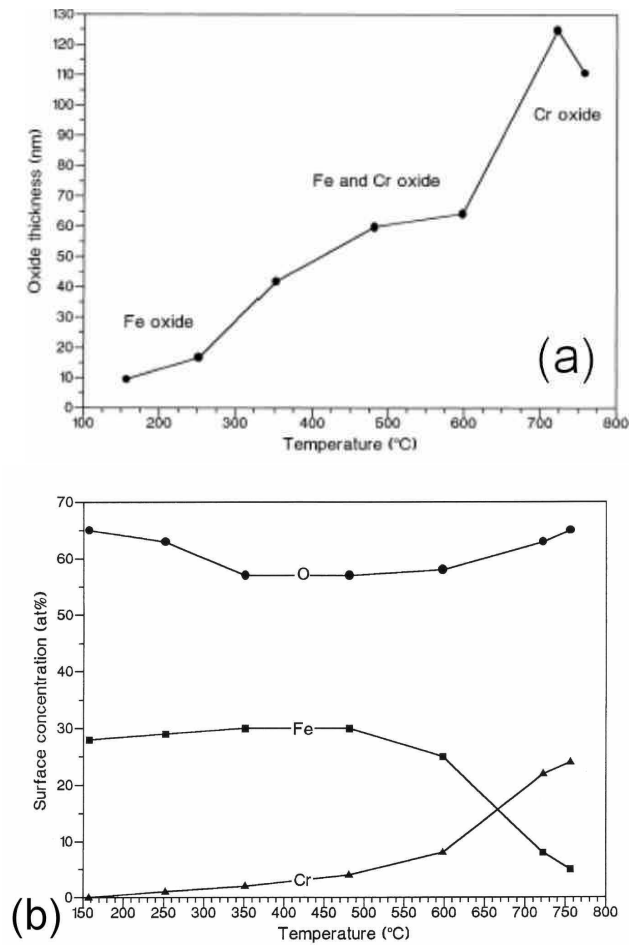 130
120
110
100
90
80
70
60
50
40
30
20
10
0
Oxide thickness (nm)
Cr oxide
Fe and Cr oxide
Fe oxide
(a)
100 200 300 400 500 600 700 800
Temperature (°C)
70
60
50
40
30
20
10
0
Surface concentration (at%)
O
Fe
Cr
(b)
150 200 250 300 350 400 450 500 550 600 650 700 750 800
Temperature (°C)